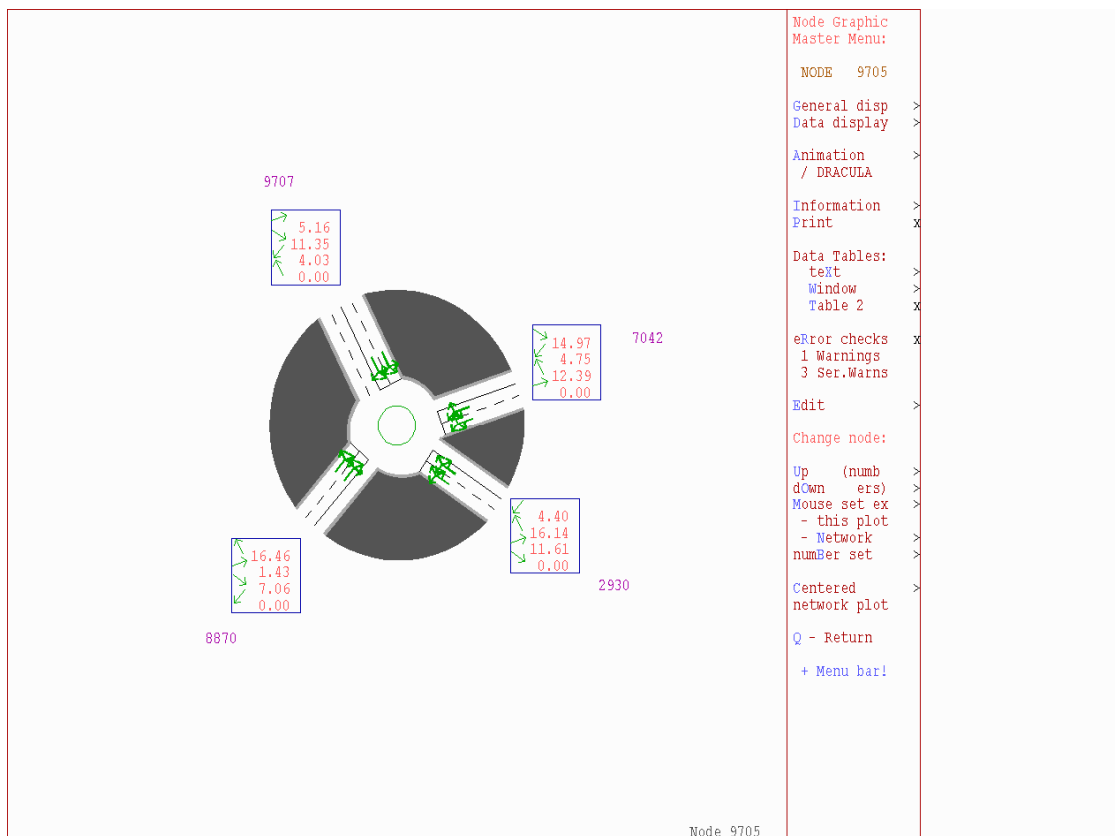 9707
5.16
11.35
4.03
0.00
7042
14.97
4.75
12.39
0.00
4.40
16.14
11.61
0.00
2930
16.46
1.43
7.06
0.00
8870
Node 9705
Node Graphic
Master Menu:
NODE 9705
General disp >
Data display >
Animation >
/ DRACULA
Information >
Print x
Data Tables:
teXt >
Window >
Table 2 x
eRror checks x
1 Warnings
3 Ser.Warns
Edit >
Change node:
Up (numb >
dOwn ers) >
Mouse set ex >
- this plot
- Network >
numBer set >
Centered >
network plot
Q - Return
+ Menu bar!